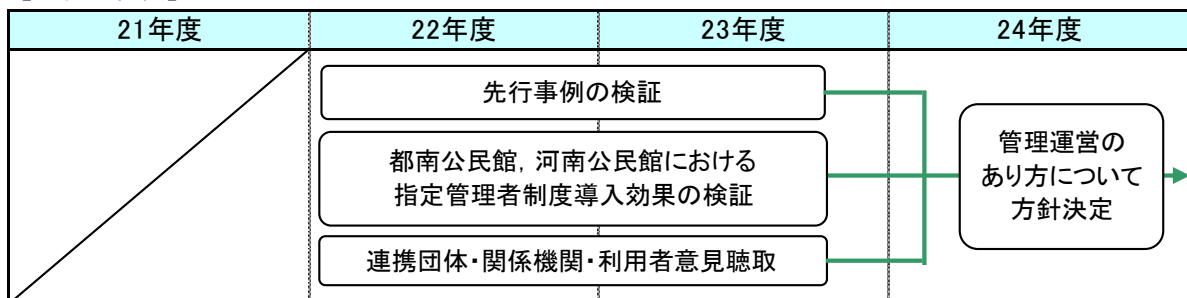 21年度
22年度
23年度
24年度
先行事例の検証
都南公民館，河南公民館における
指定管理者制度導入効果の検証
連携団体・関係機関・利用者意見聴取
管理運営の
あり方について
方針決定